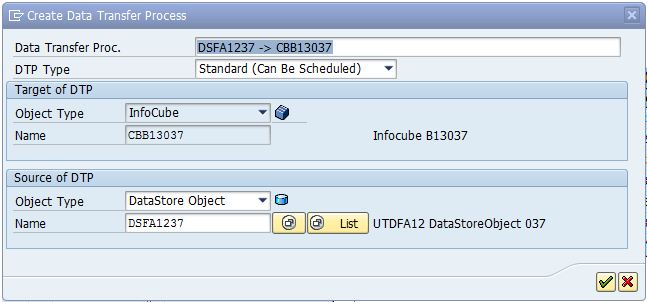 Create Data Transfer Process
Data Transfer Proc. DSFA1237 -> CBB13037
DTP Type Standard (Can Be Scheduled)
Target of DTP
Object Type InfoCube
Name CBB13037 Infocube B13037
Source of DTP
Object Type DataStore Object
Name DSFA1237 List UTDFA12 DataStoreObject 037